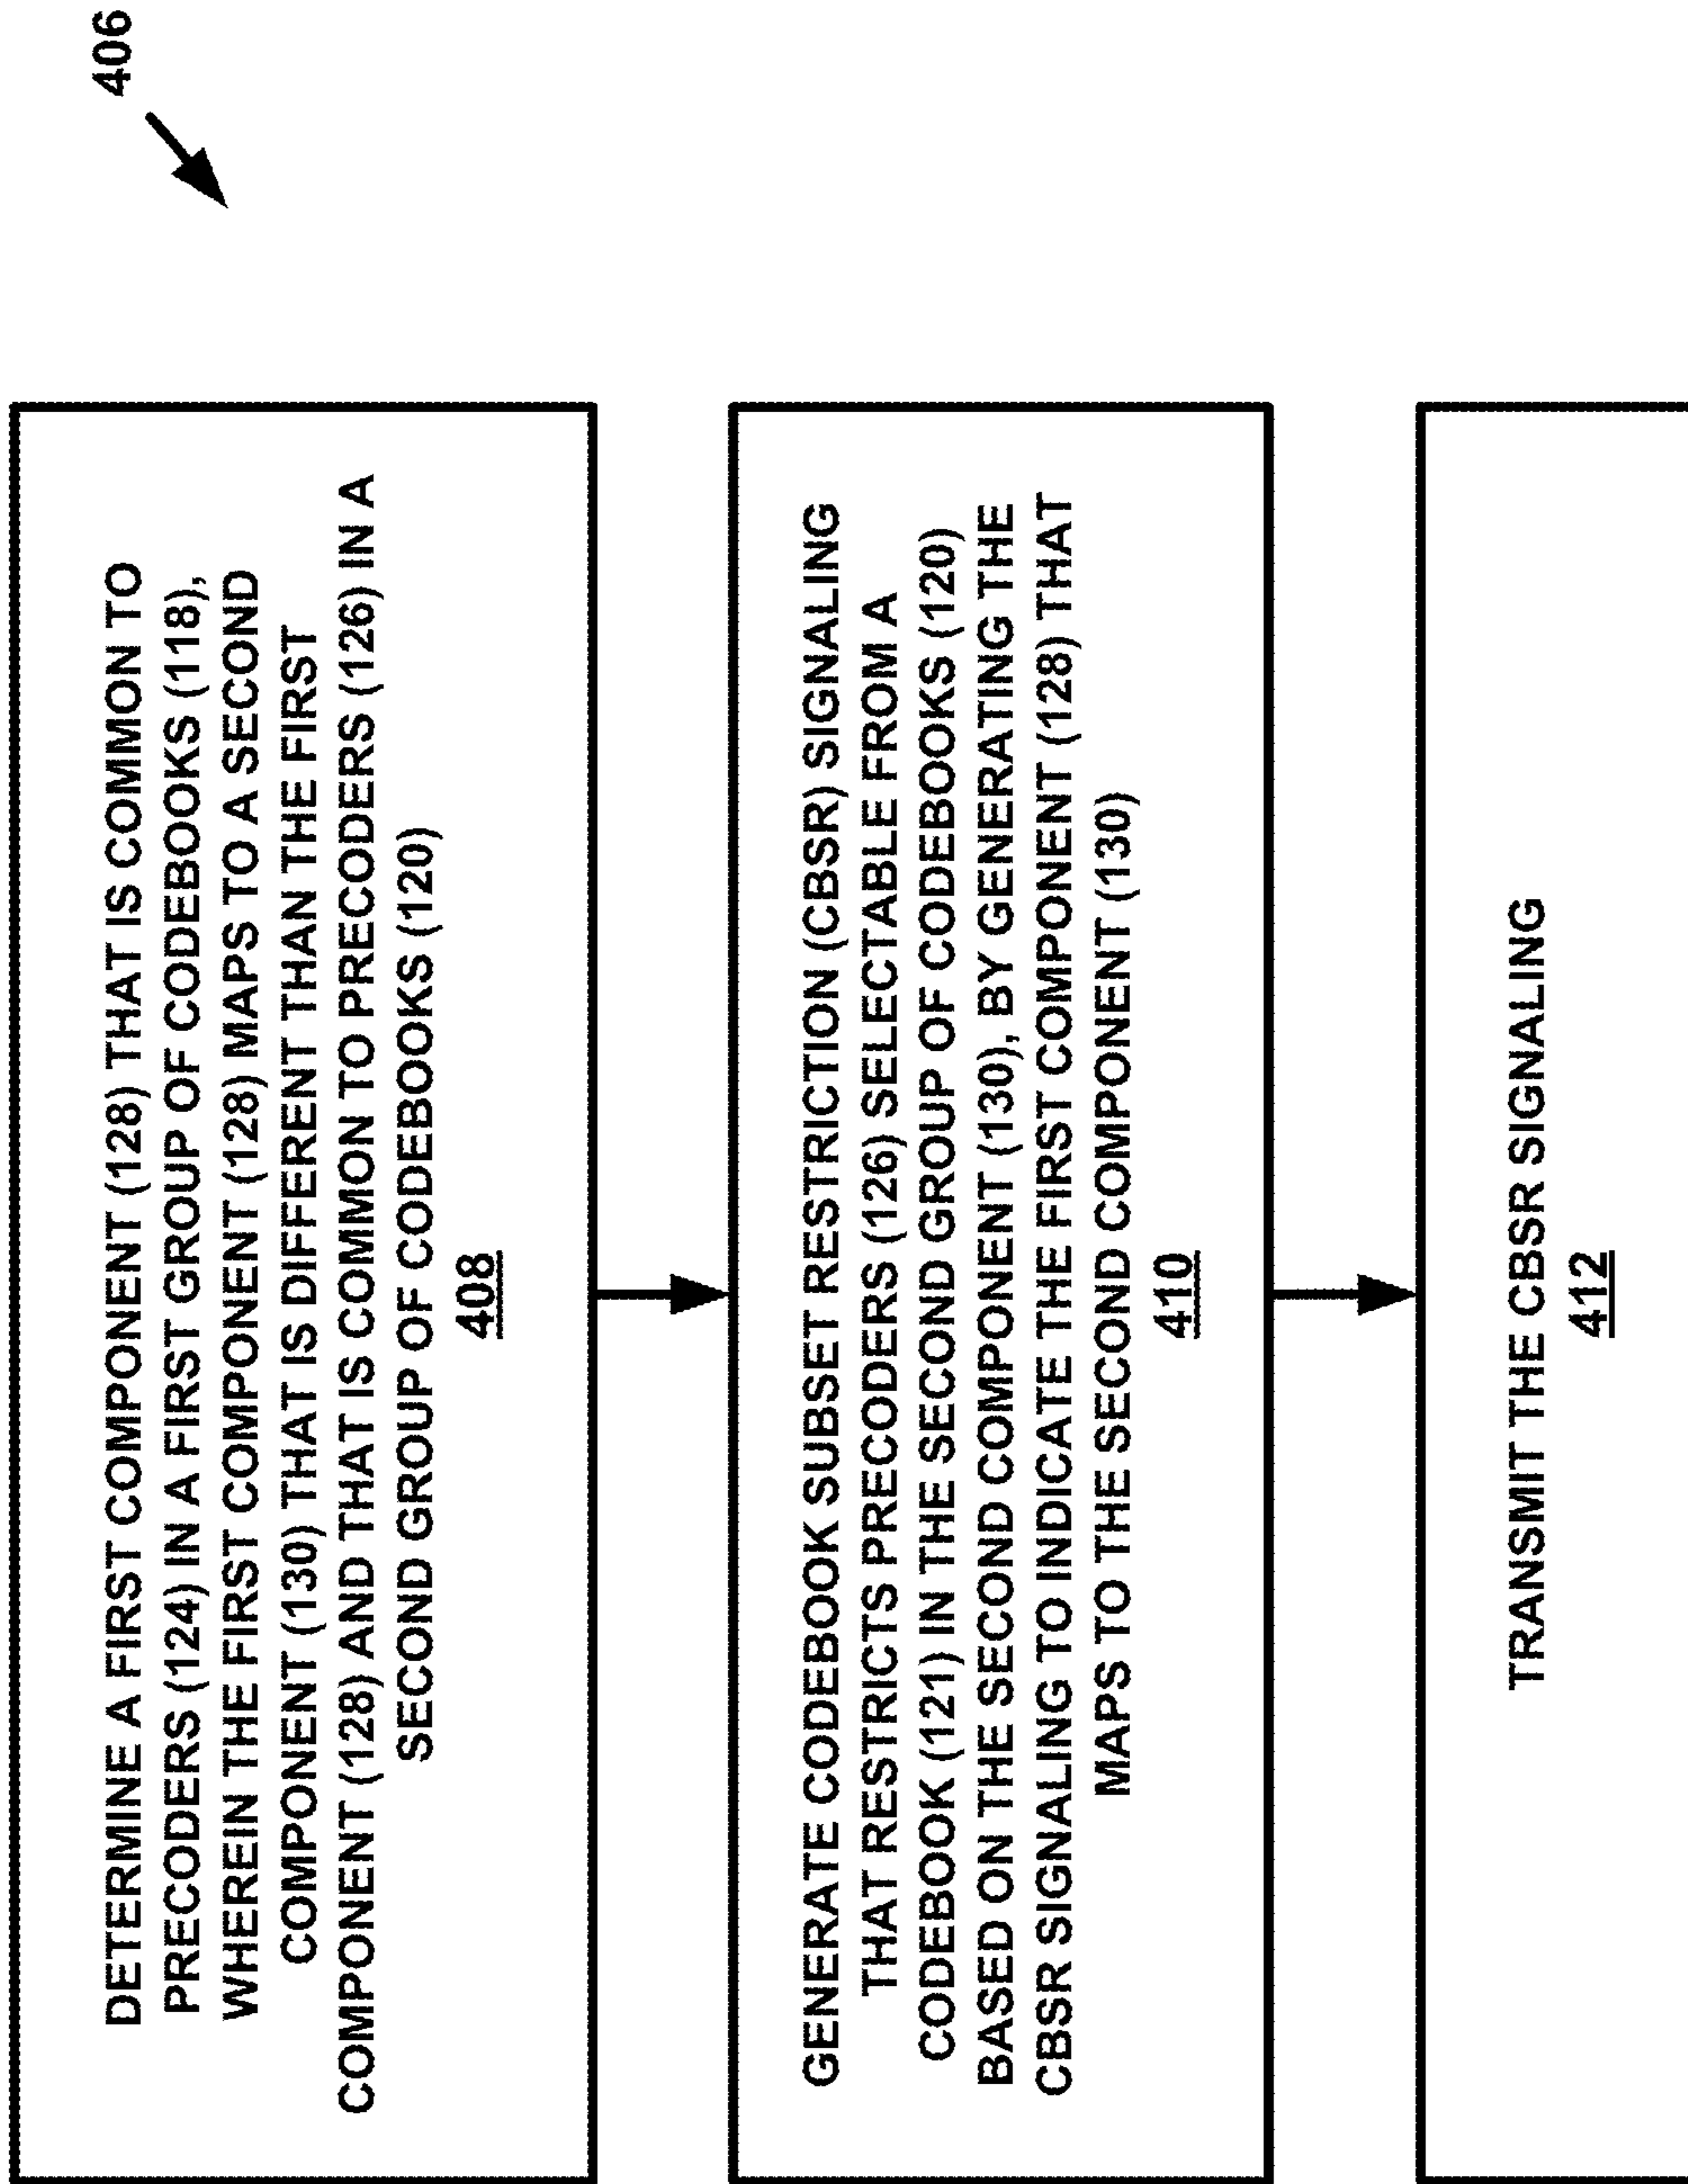 406
DETERMINE A FIRST COMPONENT (128) THAT IS COMMON TO
PRECODERS (124) IN A FIRST GROUP OF CODEBOOKS (118),
WHEREIN THE FIRST COMPONENT (128) MAPS TO A SECOND
COMPONENT (130) THAT IS DIFFERENT THAN THE FIRST
COMPONENT (128) AND THAT IS COMMON TO PRECODERS (126) IN A
SECOND GROUP OF CODEBOOKS (120)
408
GENERATE CODEBOOK SUBSET RESTRICTION (CBSR) SIGNALING
THAT RESTRICTS PRECODERS (126) SELECTABLE FROM A
CODEBOOK (121) IN THE SECOND GROUP OF CODEBOOKS (120)
BASED ON THE SECOND COMPONENT (130), BY GENERATING THE
CBSR SIGNALING TO INDICATE THE FIRST COMPONENT (128) THAT
MAPS TO THE SECOND COMPONENT (130)
410
TRANSMIT THE CBSR SIGNALING
412